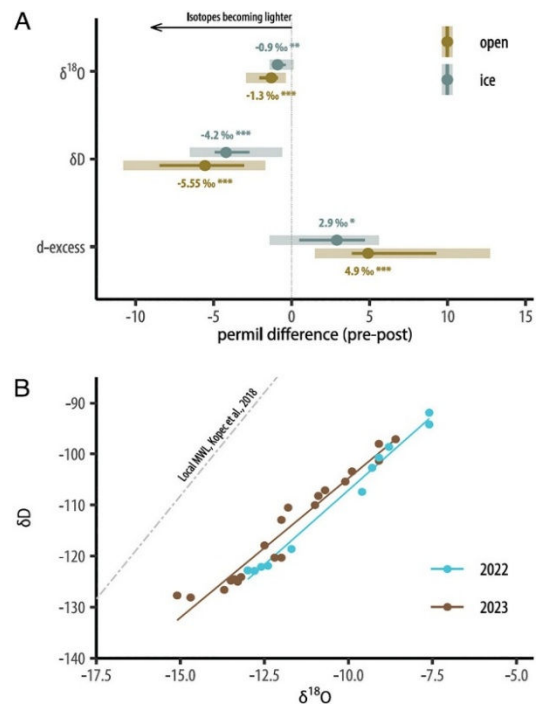 A
Isotopes becoming lighter
open
ice
δ18O
-0.9 ‰ **
-1.3 ‰ ***
δD
-4.2 ‰ ***
-5.55 ‰ ***
d-excess
2.9 ‰ *
4.9 ‰ ***
-10 -5 0 5 10 15
permil difference (pre-post)
B
Local MWL, Kopec et al., 2018
-90
-100
-110
-120
-130
-140
δD
2022
2023
-17.5 -15.0 -12.5 -10.0 -7.5 -5.0
δ18O